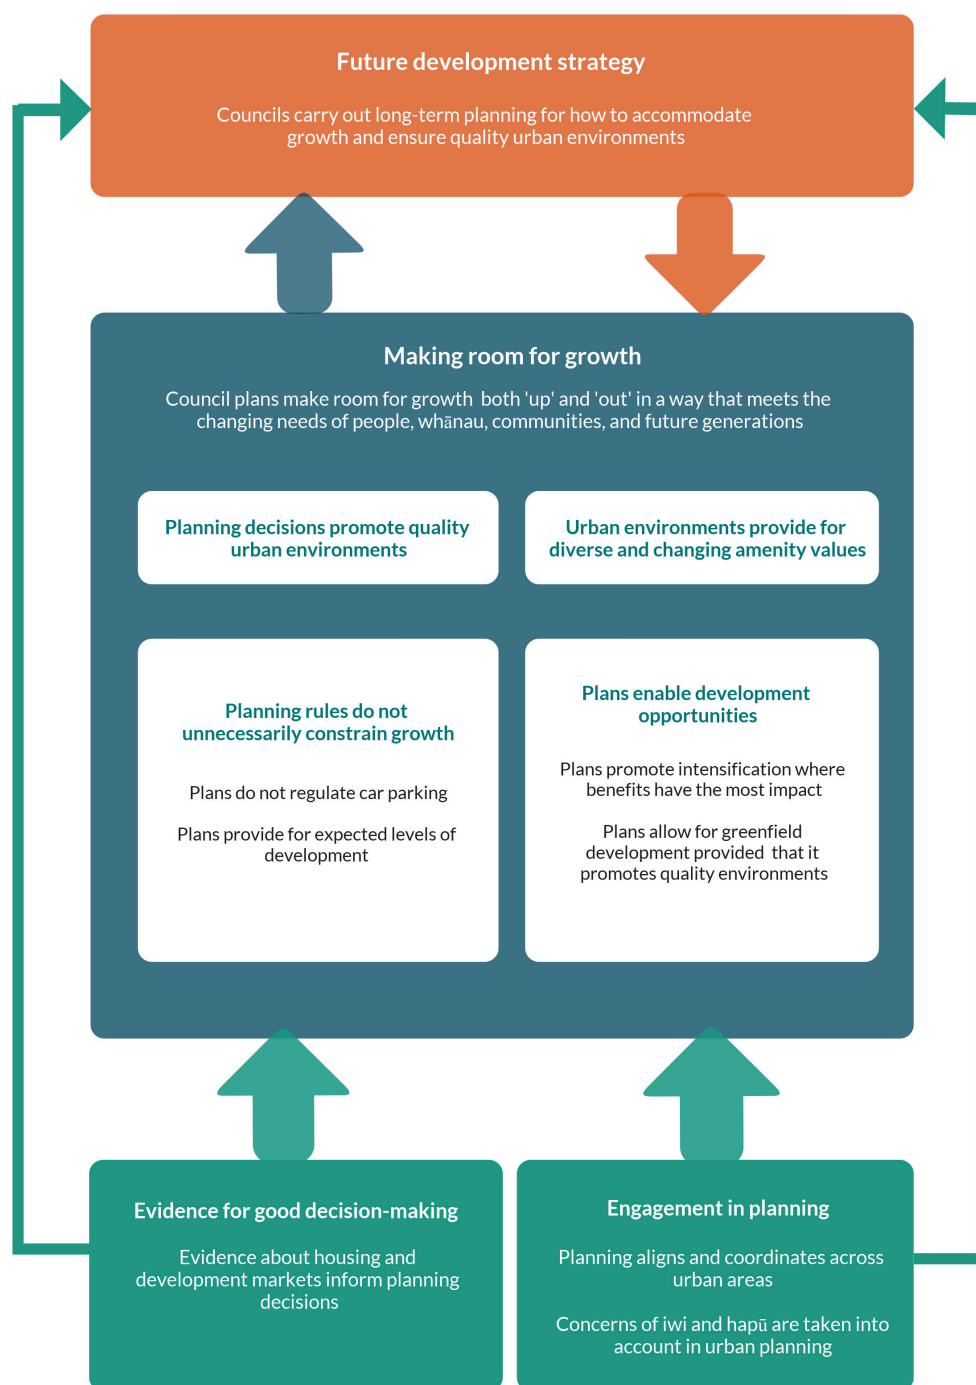 Future development strategy
Councils carry out long-term planning for how to accommodate
growth and ensure quality urban environments
Making room for growth
Council plans make room for growth both 'up' and 'out' in a way that meets the
changing needs of people, whānau, communities, and future generations
Planning decisions promote quality
urban environments
Urban environments provide for
diverse and changing amenity values
Planning rules do not
unnecessarily constrain growth
Plans do not regulate car parking
Plans provide for expected levels of
development
Plans enable development
opportunities
Plans promote intensification where
benefits have the most impact
Plans allow for greenfield
development provided that it
promotes quality environments
Evidence for good decision-making
Evidence about housing and
development markets inform planning
decisions
Engagement in planning
Planning aligns and coordinates across
urban areas
Concerns of iwi and hapū are taken into
account in urban planning